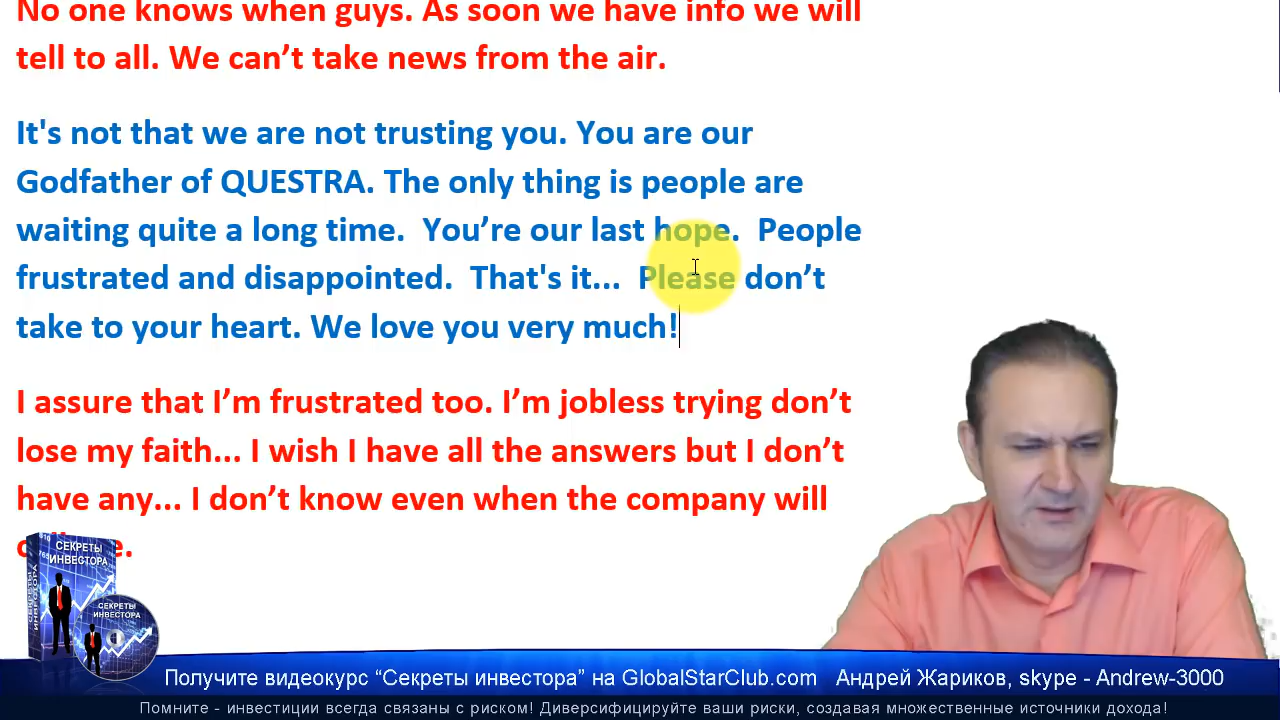 No one knows when guys. As soon we have info we will
tell to all. We can’t take news from the air.
It's not that we are not trusting you. You are our
Godfather of QUESTRA. The only thing is people are
waiting quite a long time. You’re our last hope. People
frustrated and disappointed. That's it... Please don’t
take to your heart. We love you very much!
I assure that I’m frustrated too. I’m jobless trying don’t
lose my faith... I wish I have all the answers but I don’t
have any... I don’t know even when the company will
СЕКРЕТЫ
ИНВЕСТОРА
СЕКРЕТЫ
ИНВЕСТОРА
Получите видеокурс “Секреты инвестора” на GlobalStarClub.com Андрей Жариков, skype - Andrew-3000
Помните - инвестиции всегда связаны с риском! Диверсифицируйте ваши риски, создавая множественные источники дохода!